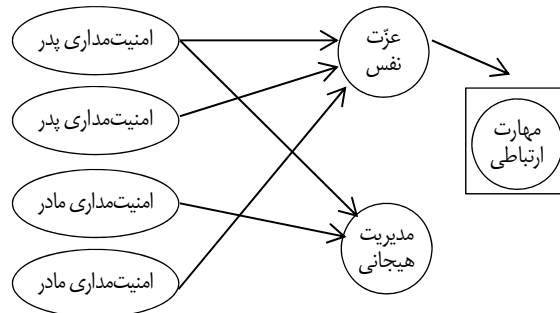 امنیت‌مداری پدر
امنیت‌مداری پدر
امنیت‌مداری مادر
امنیت‌مداری مادر
عزّت
نفس
مدیریت
هیجانی
مهارت
ارتباطی